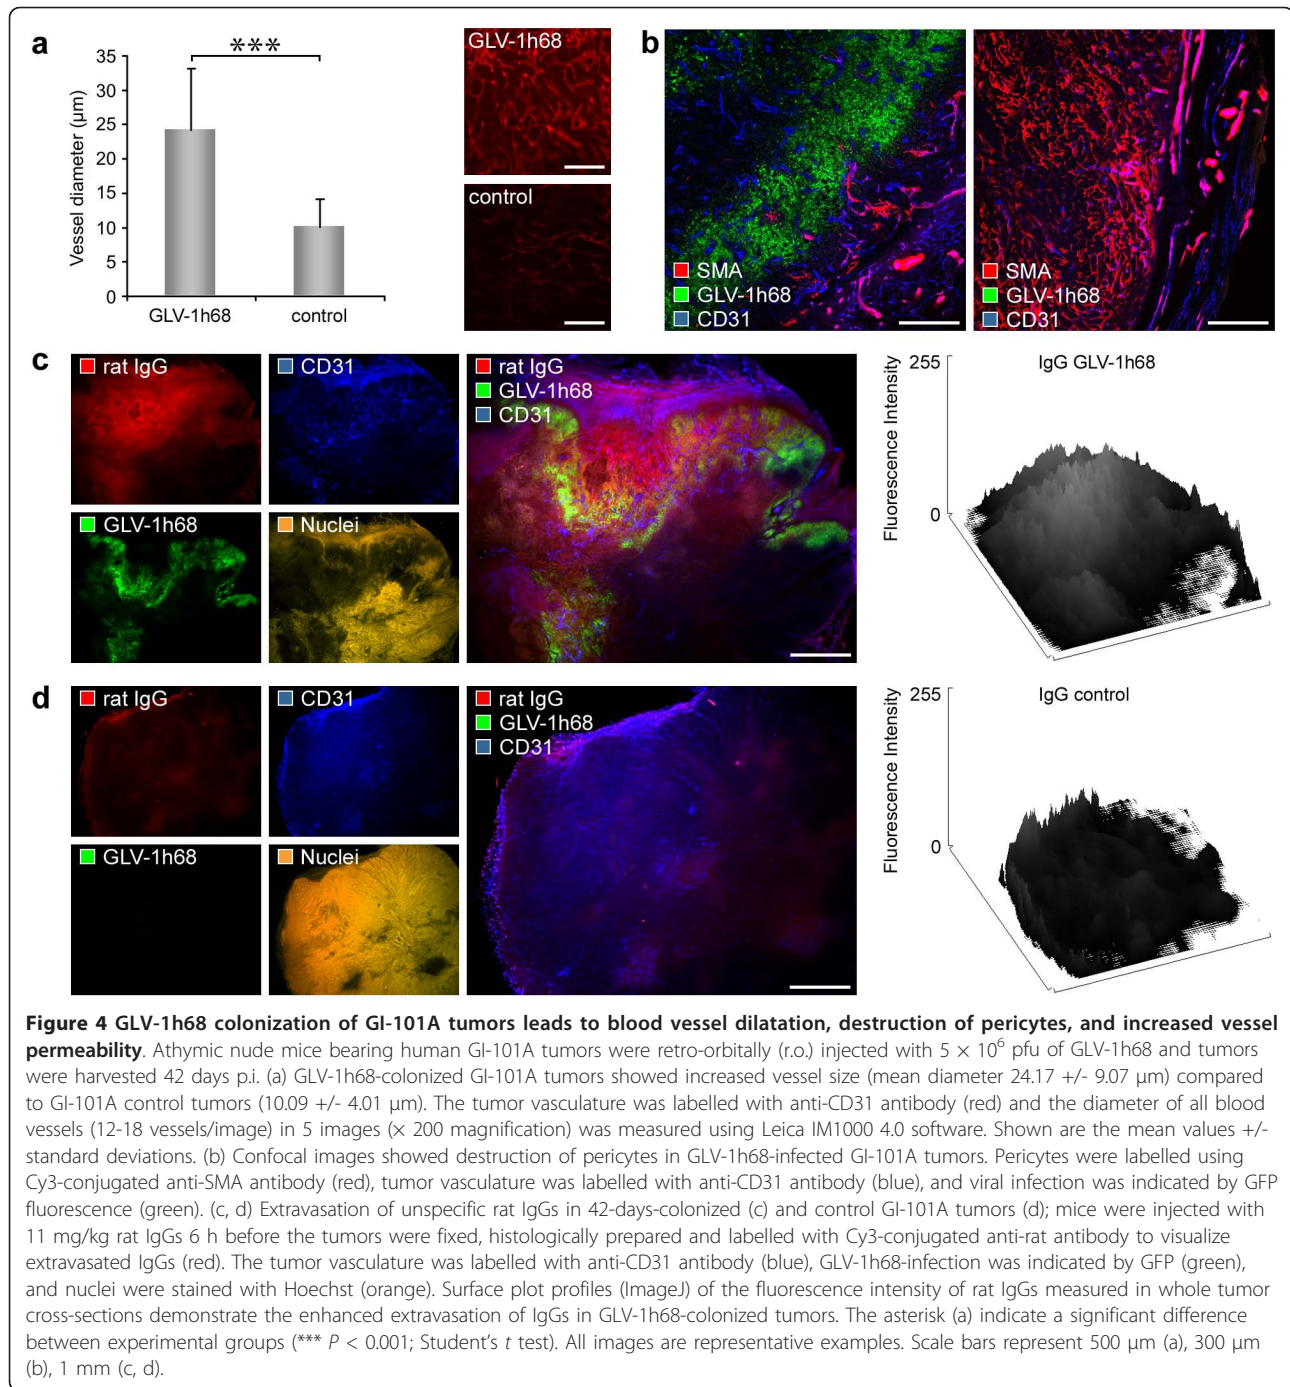 a
***
35
30
25
20
15
10
5
0
Vessel diameter (µm)
GLV-1h68
control
GLV-1h68
control
b
SMA
GLV-1h68
CD31
SMA
GLV-1h68
CD31
c
rat IgG
CD31
GLV-1h68
Nuclei
rat IgG
GLV-1h68
CD31
255
0
Fluorescence Intensity
IgG GLV-1h68
d
rat IgG
CD31
GLV-1h68
Nuclei
rat IgG
GLV-1h68
CD31
255
0
Fluorescence Intensity
IgG control
Figure 4 GLV-1h68 colonization of GI-101A tumors leads to blood vessel dilatation, destruction of pericytes, and increased vessel
permeability. Athymic nude mice bearing human GI-101A tumors were retro-orbitally (r.o.) injected with 5 × 10⁶ pfu of GLV-1h68 and tumors
were harvested 42 days p.i. (a) GLV-1h68-colonized GI-101A tumors showed increased vessel size (mean diameter 24.17 +/- 9.07 µm) compared
to GI-101A control tumors (10.09 +/- 4.01 µm). The tumor vasculature was labelled with anti-CD31 antibody (red) and the diameter of all blood
vessels (12-18 vessels/image) in 5 images (× 200 magnification) was measured using Leica IM1000 4.0 software. Shown are the mean values +/-
standard deviations. (b) Confocal images showed destruction of pericytes in GLV-1h68-infected GI-101A tumors. Pericytes were labelled using
Cy3-conjugated anti-SMA antibody (red), tumor vasculature was labelled with anti-CD31 antibody (blue), and viral infection was indicated by GFP
fluorescence (green). (c, d) Extravasation of unspecific rat IgGs in 42-days-colonized (c) and control GI-101A tumors (d); mice were injected with
11 mg/kg rat IgGs 6 h before the tumors were fixed, histologically prepared and labelled with Cy3-conjugated anti-rat antibody to visualize
extravasated IgGs (red). The tumor vasculature was labelled with anti-CD31 antibody (blue), GLV-1h68-infection was indicated by GFP (green),
and nuclei were stained with Hoechst (orange). Surface plot profiles (ImageJ) of the fluorescence intensity of rat IgGs measured in whole tumor
cross-sections demonstrate the enhanced extravasation of IgGs in GLV-1h68-colonized tumors. The asterisk (a) indicate a significant difference
between experimental groups (*** P < 0.001; Student's t test). All images are representative examples. Scale bars represent 500 µm (a), 300 µm
(b), 1 mm (c, d).